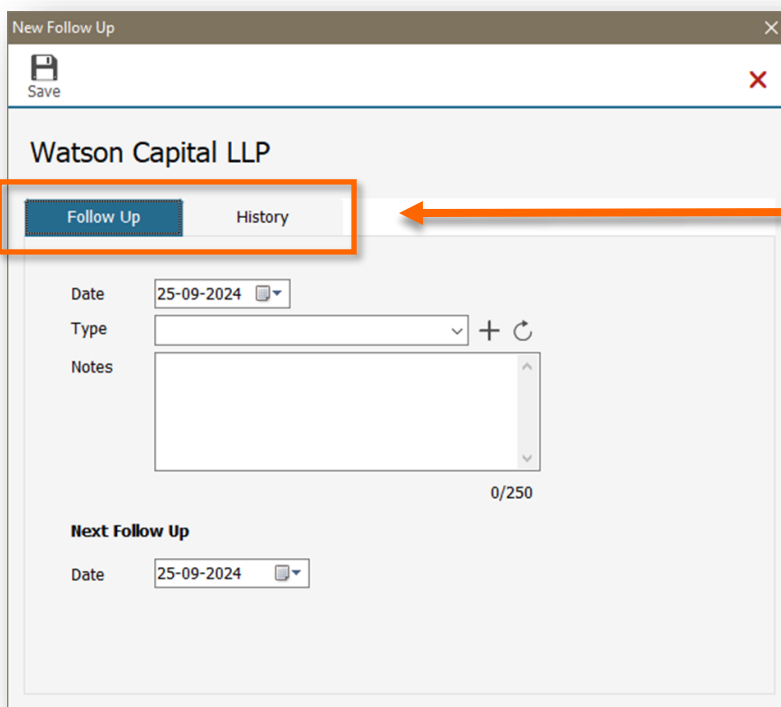 New Follow Up
Save
Watson Capital LLP
Follow Up History
Date 25-09-2024
Type
Notes
0/250
Next Follow Up
Date 25-09-2024